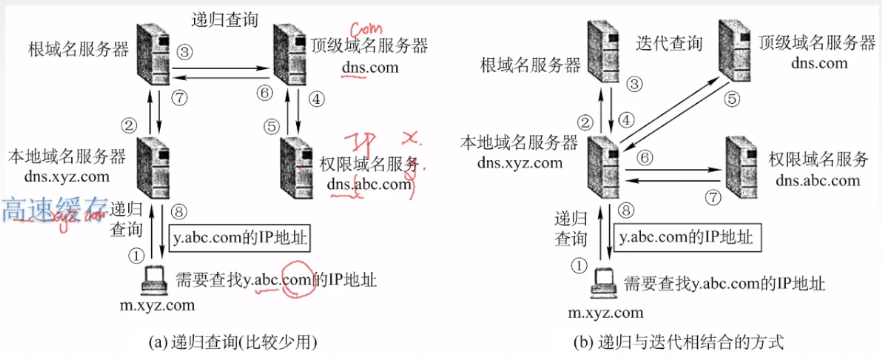 递归查询
com
顶级域名服务器
dns.com
根域名服务器
③
⑦
⑥
④
②
⑤
IP
本地域名服务器
dns.xyz.com
权限域名服务
dns.abc.com
高速缓存
递归
查询
⑧
y.abc.com的IP地址
①
需要查找y.abc.com的IP地址
m.xyz.com
(a) 递归查询(比较少用)
迭代查询
顶级域名服务器
dns.com
根域名服务器
③
②
④
⑤
本地域名服务器
dns.xyz.com
⑥
⑦
权限域名服务
dns.abc.com
递归
查询
⑧
y.abc.com的IP地址
①
需要查找y.abc.com的IP地址
m.xyz.com
(b) 递归与迭代相结合的方式